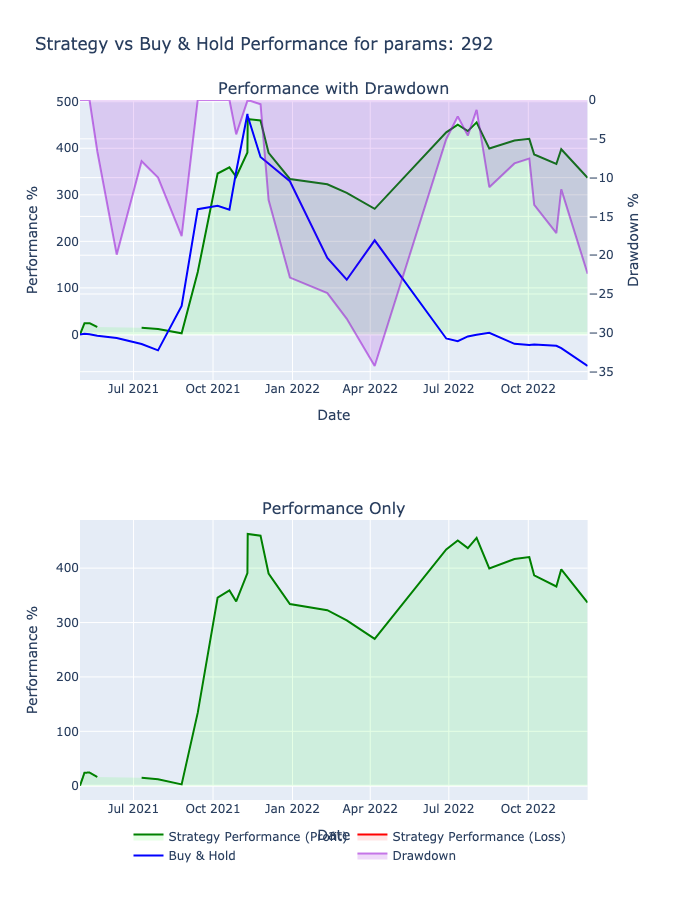 Strategy vs Buy & Hold Performance for params: 292
Performance with Drawdown
500
400
300
200
100
0
Performance %
0
−5
−10
−15
−20
−25
−30
−35
Drawdown %
Jul 2021 Oct 2021 Jan 2022 Apr 2022 Jul 2022 Oct 2022
Date
Performance Only
400
300
200
100
0
Performance %
Jul 2021 Oct 2021 Jan 2022 Apr 2022 Jul 2022 Oct 2022
Date
Strategy Performance (Profit) Strategy Performance (Loss)
Buy & Hold Drawdown